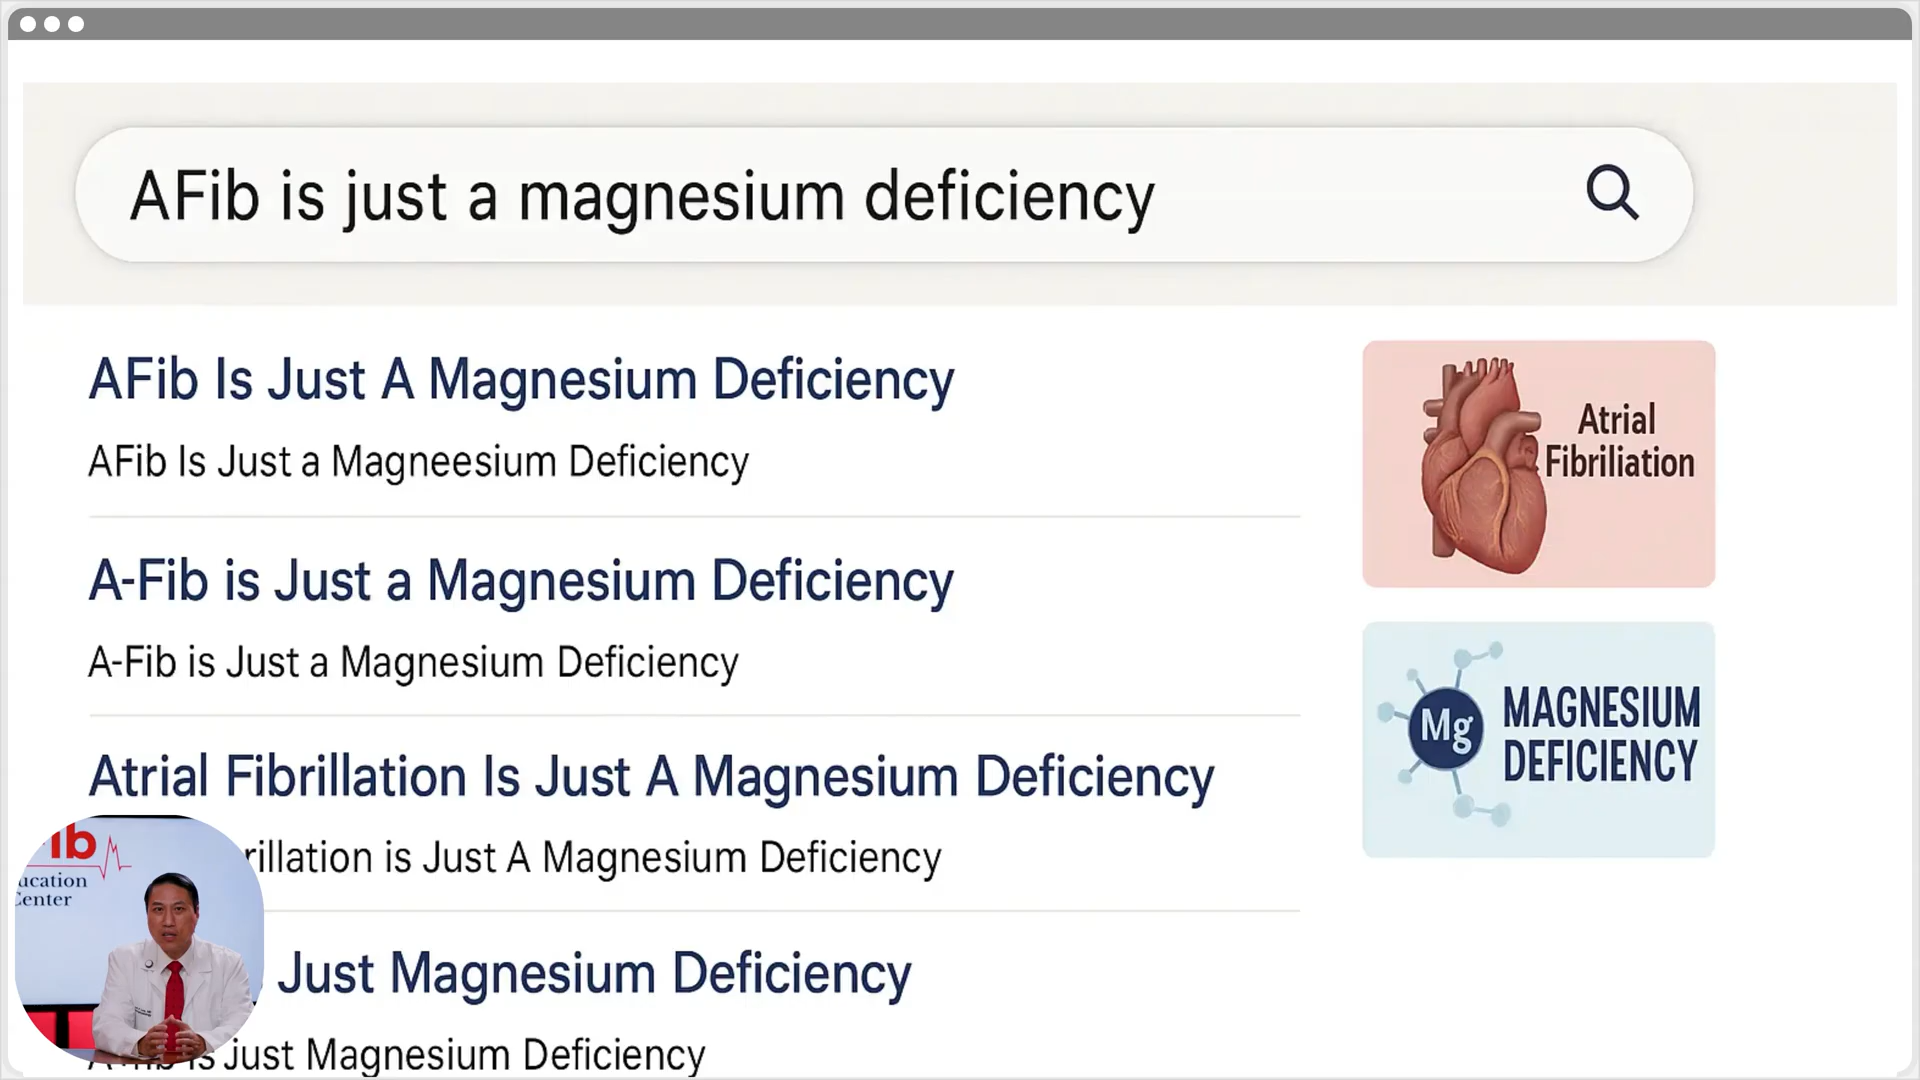 AFib is just a magnesium deficiency
AFib Is Just A Magnesium Deficiency
AFib Is Just a Magneesium Deficiency
A-Fib is Just a Magnesium Deficiency
A-Fib is Just a Magnesium Deficiency
Atrial Fibrillation Is Just A Magnesium Deficiency
rillation is Just A Magnesium Deficiency
Just Magnesium Deficiency
is just Magnesium Deficiency
Atrial
Fibriliation
Mg
MAGNESIUM
DEFICIENCY
ib
ucation
Center